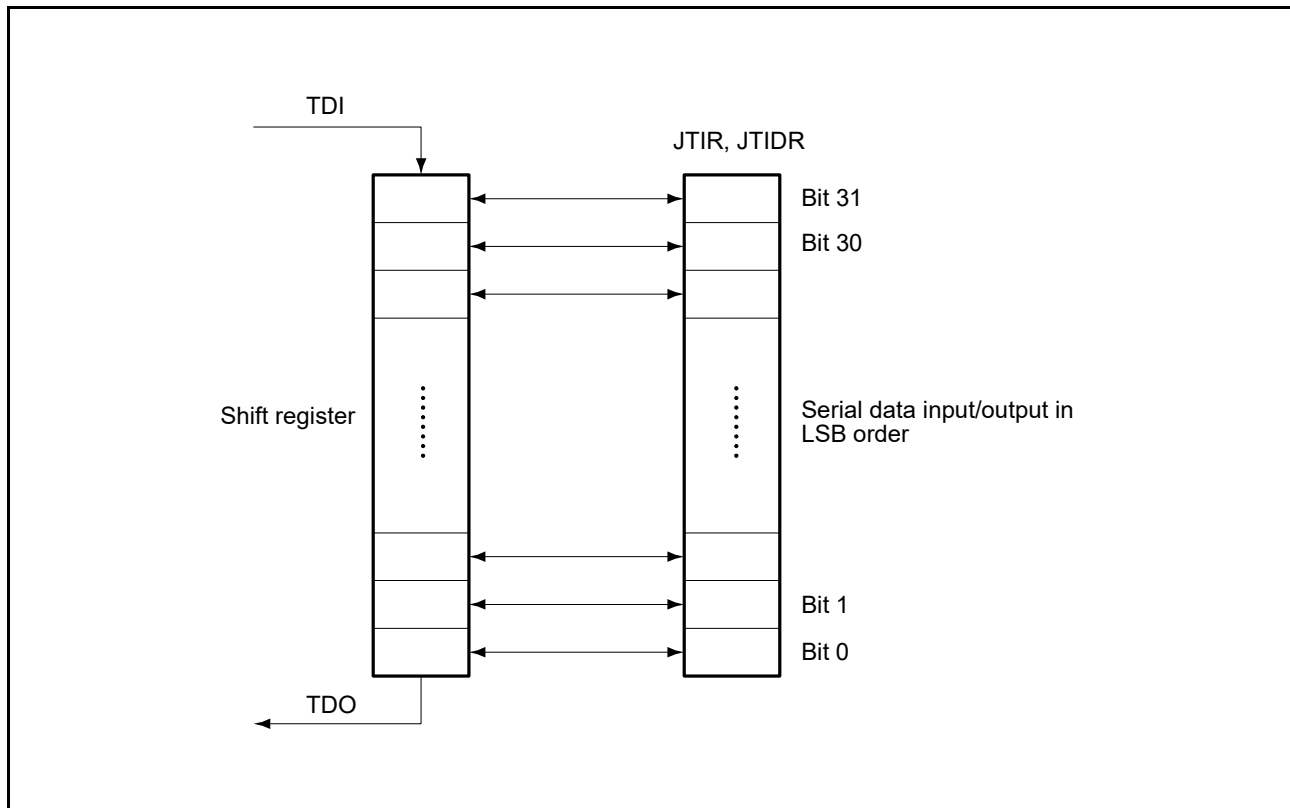 TDI
JTIR, JTIDR
Bit 31
Bit 30
Shift register
Serial data input/output in
LSB order
Bit 1
Bit 0
TDO